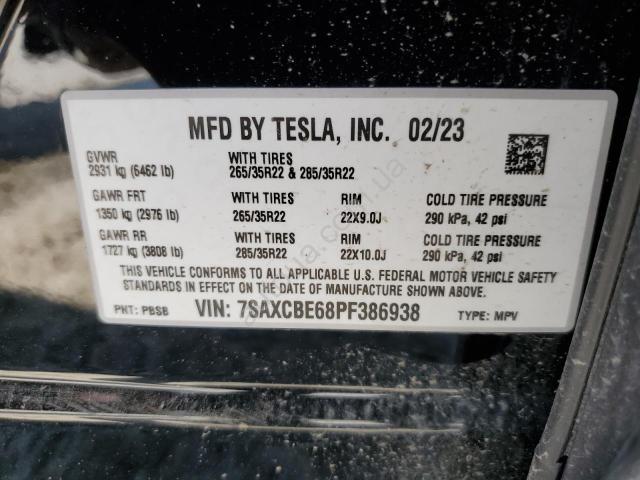 MFD BY TESLA, INC. 02/23
GVWR
2931 kg (6462 lb)
WITH TIRES
265/35R22 & 285/35R22
GAWR FRT
1350 kg (2976 lb)
WITH TIRES
265/35R22
RIM
22X9.0J
COLD TIRE PRESSURE
290 kPa, 42 psi
GAWR RR
1727 kg (3808 lb)
WITH TIRES
285/35R22
RIM
22X10.0J
COLD TIRE PRESSURE
290 kPa, 42 psi
THIS VEHICLE CONFORMS TO ALL APPLICABLE U.S. FEDERAL MOTOR VEHICLE SAFETY
STANDARDS IN EFFECT ON THE DATE OF MANUFACTURE SHOWN ABOVE.
PNT: PBSB
VIN: 7SAXCBE68PF386938
TYPE: MPV